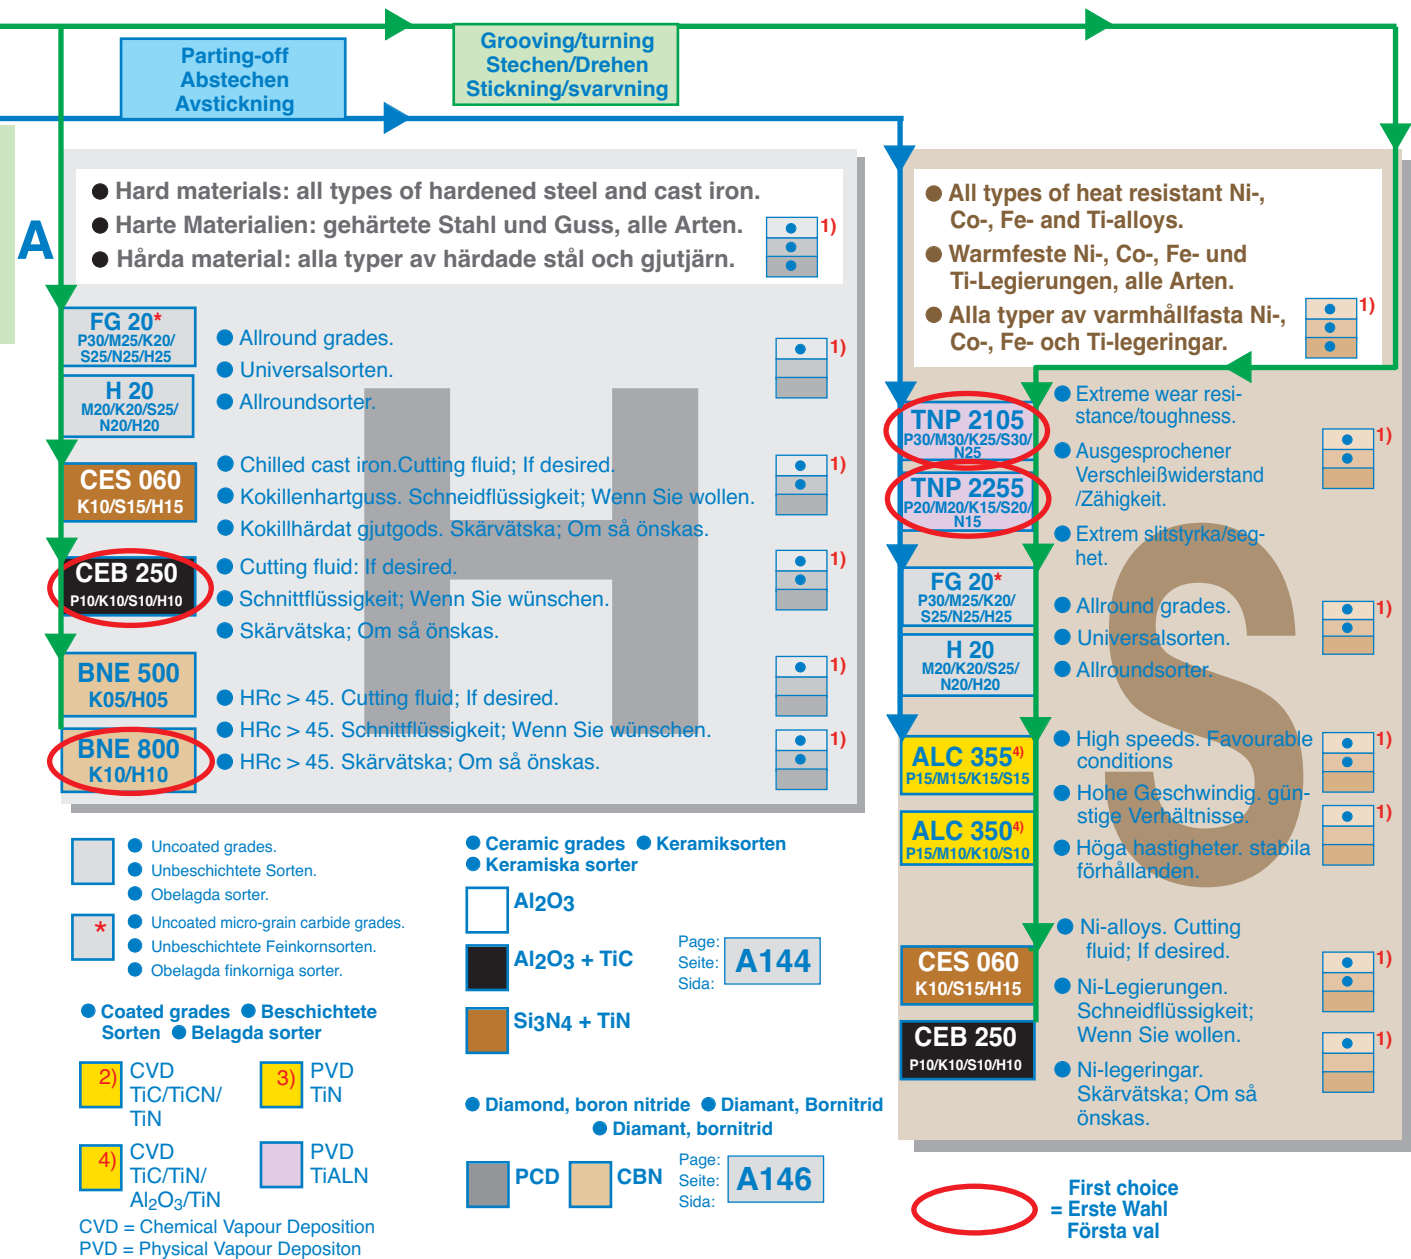 Parting-off
Abstechen
Avstickning
Grooving/turning
Stechen/Drehen
Stickning/svarvning
A
● Hard materials: all types of hardened steel and cast iron.
● Harte Materialien: gehärtete Stahl und Guss, alle Arten.
● Hårda material: alla typer av härdade stål och gjutjärn.
1)
FG 20*
P30/M25/K20/
S25/N25/H25
H 20
M20/K20/S25/
N20/H20
● Allround grades.
● Universalsorten.
● Allroundsorter.
1)
CES 060
K10/S15/H15
● Chilled cast iron.Cutting fluid; If desired.
● Kokillenhartguss. Schneidflüssigkeit; Wenn Sie wollen.
● Kokillhärdat gjutgods. Skärvätska; Om så önskas.
1)
CEB 250
P10/K10/S10/H10
● Cutting fluid: If desired.
● Schnittflüssigkeit; Wenn Sie wünschen.
● Skärvätska; Om så önskas.
1)
BNE 500
K05/H05
BNE 800
K10/H10
● HRc > 45. Cutting fluid; If desired.
● HRc > 45. Schnittflüssigkeit; Wenn Sie wünschen.
● HRc > 45. Skärvätska; Om så önskas.
1)
1)
H
● All types of heat resistant Ni-,
Co-, Fe- and Ti-alloys.
● Warmfeste Ni-, Co-, Fe- und
Ti-Legierungen, alle Arten.
● Alla typer av varmhållfasta Ni-,
Co-, Fe- och Ti-legeringar.
1)
TNP 2105
P30/M30/K25/S30/
N25
TNP 2255
P20/M20/K15/S20/
N15
● Extreme wear resi-
stance/toughness.
● Ausgesprochener
Verschleißwiderstand
/Zähigkeit.
● Extrem slitstyrka/seg-
het.
1)
FG 20*
P30/M25/K20/
S25/N25/H25
H 20
M20/K20/S25/
N20/H20
● Allround grades.
● Universalsorten.
● Allroundsorter.
1)
ALC 355 4)
P15/M15/K15/S15
ALC 350 4)
P15/M10/K10/S10
● High speeds. Favourable
conditions
● Hohe Geschwindig. gün-
stige Verhältnisse.
● Höga hastigheter. stabila
förhållanden.
1)
1)
CES 060
K10/S15/H15
CEB 250
P10/K10/S10/H10
● Ni-alloys. Cutting
fluid; If desired.
● Ni-Legierungen.
Schneidflüssigkeit;
Wenn Sie wollen.
● Ni-legeringar.
Skärvätska; Om så
önskas.
1)
1)
S
● Uncoated grades.
● Unbeschichtete Sorten.
● Obelagda sorter.
*
● Uncoated micro-grain carbide grades.
● Unbeschichtete Feinkornsorten.
● Obelagda finkorniga sorter.
● Coated grades ● Beschichtete
Sorten ● Belagda sorter
2)
CVD
TiC/TiCN/
TiN
3)
PVD
TiN
4)
CVD
TiC/TiN/
Al2O3/TiN
PVD
TiALN
CVD = Chemical Vapour Deposition
PVD = Physical Vapour Depositon
● Ceramic grades ● Keramiksorten
● Keramiska sorter
Al2O3
Al2O3 + TiC
Si3N4 + TiN
Page:
Seite:
Sida:
A144
● Diamond, boron nitride ● Diamant, Bornitrid
● Diamant, bornitrid
PCD
CBN
Page:
Seite:
Sida:
A146
First choice
= Erste Wahl
Första val